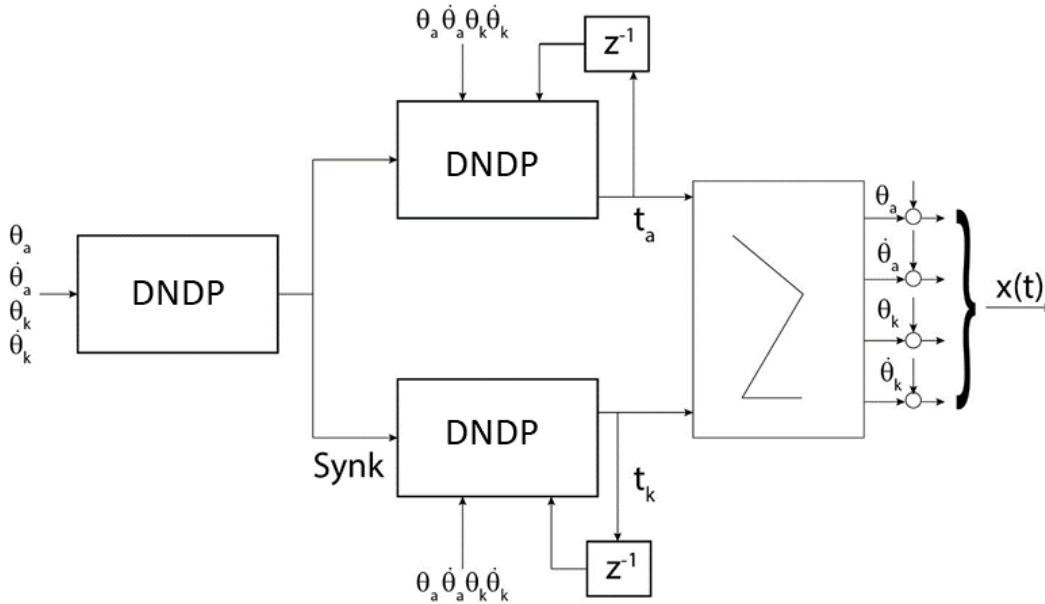 θₐ θ̇ₐ θₖ θ̇ₖ
z⁻¹
DNDP
tₐ
θₐ
θ̇ₐ
θₖ
θ̇ₖ
DNDP
θₐ
θ̇ₐ
θₖ
θ̇ₖ
x(t)
DNDP
Synk
tₖ
z⁻¹
θₐ θ̇ₐ θₖ θ̇ₖ